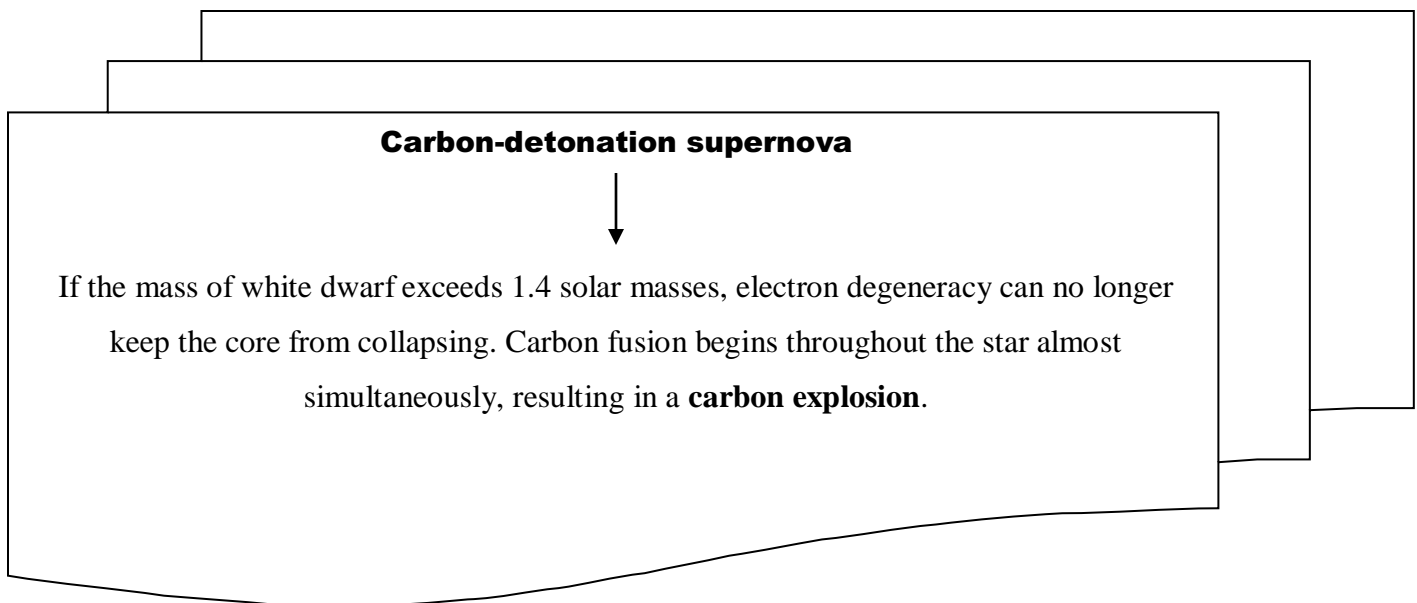 Carbon-detonation supernova
If the mass of white dwarf exceeds 1.4 solar masses, electron degeneracy can no longer
keep the core from collapsing. Carbon fusion begins throughout the star almost
simultaneously, resulting in a carbon explosion.